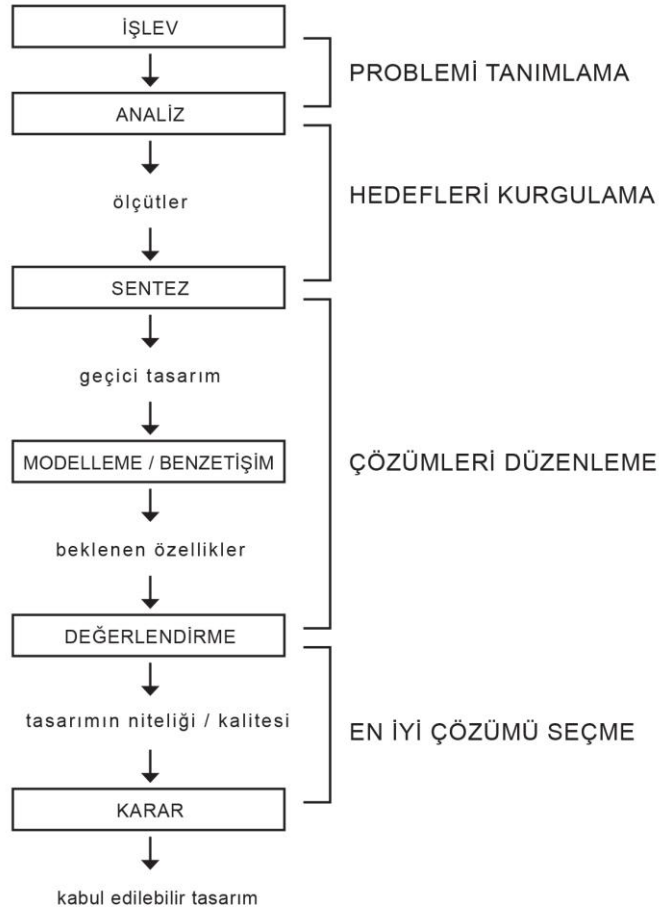 İŞLEV
PROBLEMİ TANIMLAMA
ANALİZ
HEDEFLERİ KURGULAMA
ölçütler
SENTEZ
geçici tasarım
MODELLEME / BENZETİŞİM
ÇÖZÜMLERİ DÜZENLEME
beklenen özellikler
DEĞERLENDİRME
tasarımın niteliği / kalitesi
EN İYİ ÇÖZÜMÜ SEÇME
KARAR
kabul edilebilir tasarım